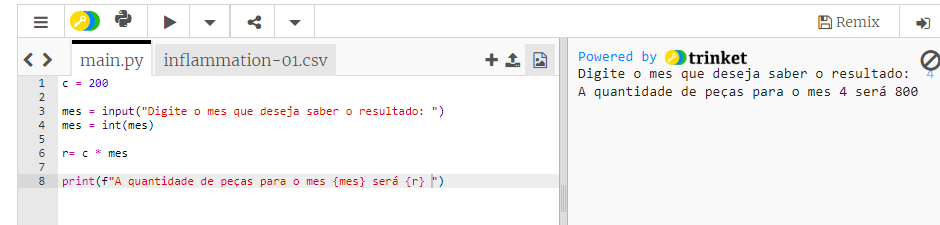 Remix
main.py inflammation-01.csv
1 c = 200
2
3 mes = input("Digite o mes que deseja saber o resultado: ")
4 mes = int(mes)
5
6 r= c * mes
7
8 print(f"A quantidade de peças para o mes {mes} será {r} ")
Powered by trinket
Digite o mes que deseja saber o resultado: 4
A quantidade de peças para o mes 4 será 800